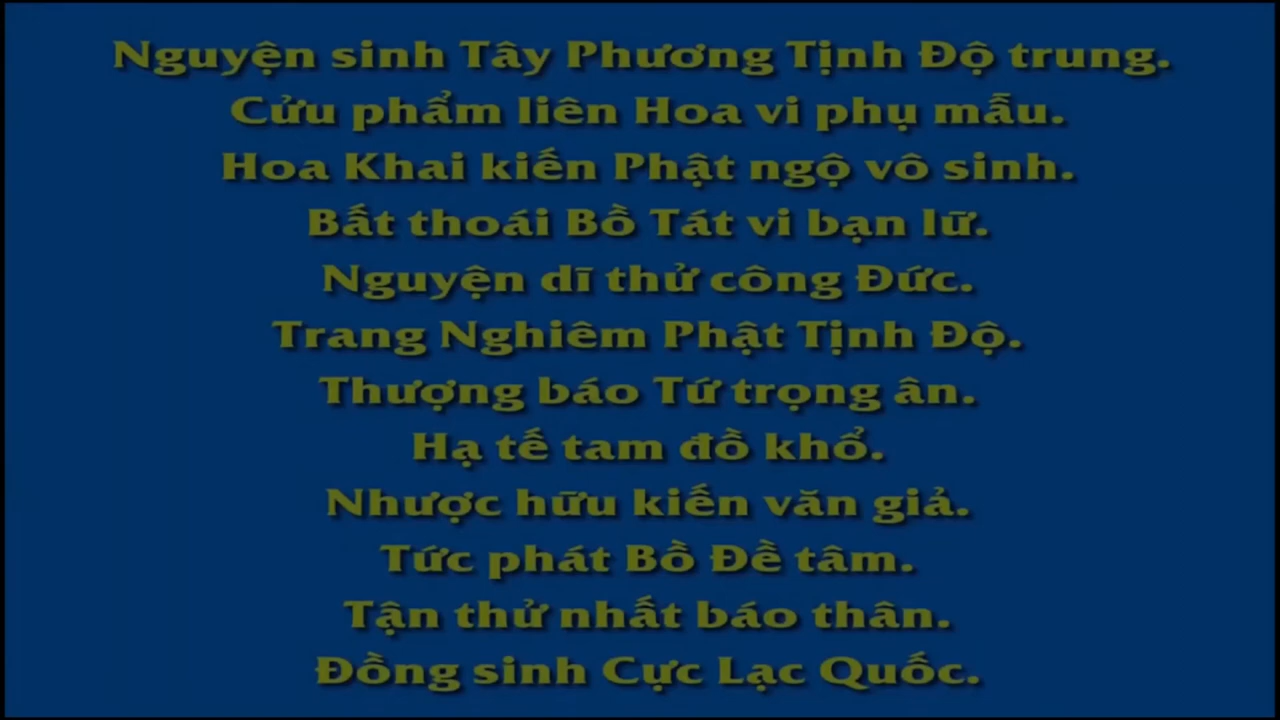 Nguyện sinh Tây Phương Tịnh Độ trung.
Cửu phẩm liên Hoa vi phụ mẫu.
Hoa Khai kiến Phật ngộ vô sinh.
Bất thoái Bồ Tát vi bạn lữ.
Nguyện dĩ thử công Đức.
Trang Nghiêm Phật Tịnh Độ.
Thượng báo Tứ trọng ân.
Hạ tế tam đồ khổ.
Nhược hữu kiến văn giả.
Tức phát Bồ Đề tâm.
Tận thử nhất báo thân.
Đồng sinh Cực Lạc Quốc.